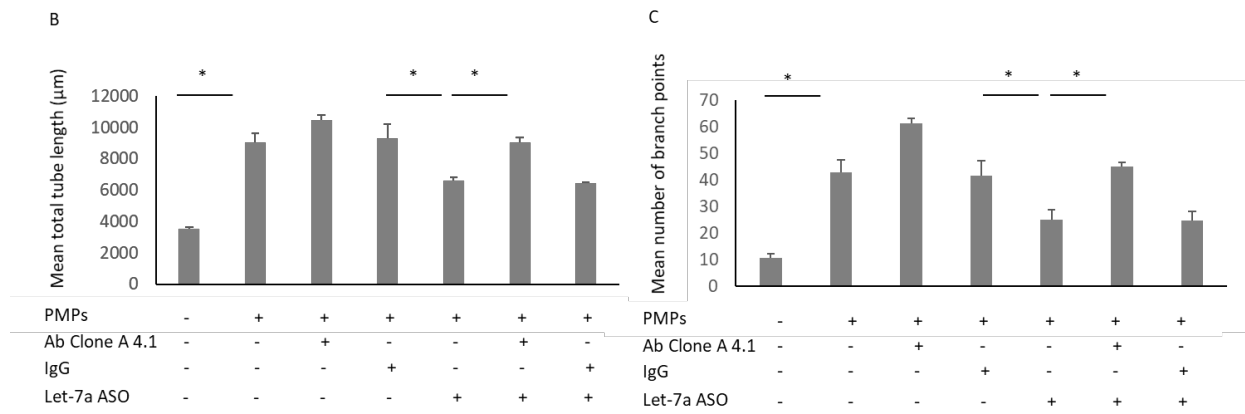 B
* * *
Mean total tube length (µm)
12000
10000
8000
6000
4000
2000
0
PMPs - + + + + + +
Ab Clone A 4.1 - - + - - + -
IgG - - - + - - +
Let-7a ASO - - - - + + +
C
* * *
Mean number of branch points
70
60
50
40
30
20
10
0
PMPs - + + + + + +
Ab Clone A 4.1 - - + - - + -
IgG - - - + - - +
Let-7a ASO - - - - + + +